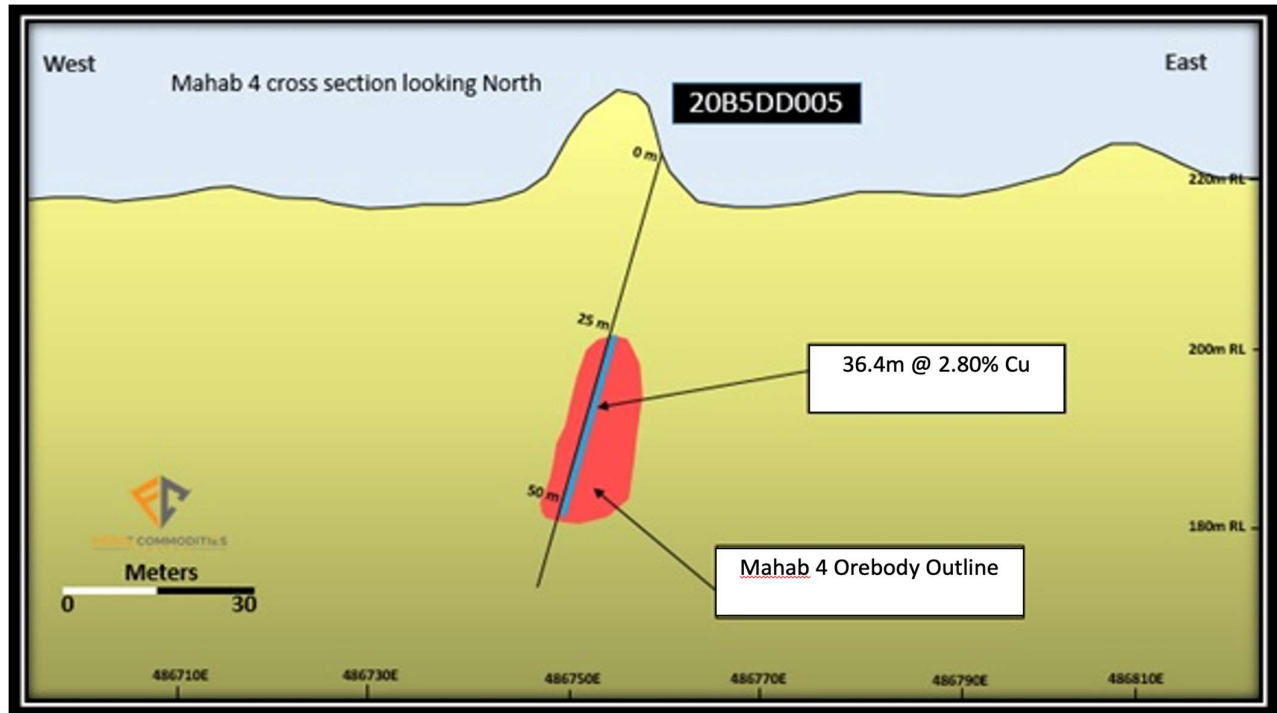 West
East
Mahab 4 cross section looking North
20B5DD005
0 m
220m RL
25 m
200m RL
36.4m @ 2.80% Cu
50 m
180m RL
COMMODITIES
Mahab 4 Orebody Outline
Meters
0
30
486710E
486730E
486750E
486770E
486790E
486810E